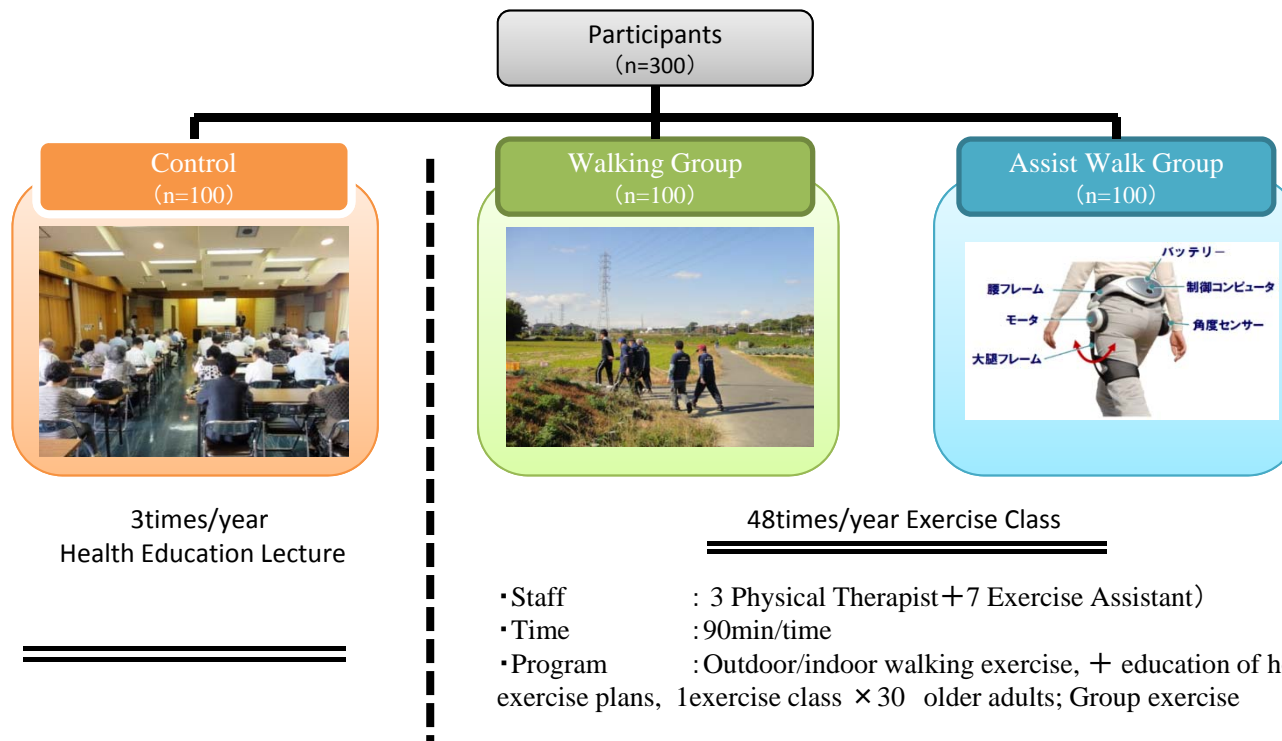 Participants
（n=300）
Control
（n=100）
Walking Group
（n=100）
Assist Walk Group
（n=100）
バッテリー
腰フレーム
制御コンピュータ
モータ
角度センサー
大腿フレーム
3times/year
Health Education Lecture
48times/year Exercise Class
・Staff : 3 Physical Therapist＋7 Exercise Assistant）
・Time :90min/time
・Program :Outdoor/indoor walking exercise, ＋ education of h
exercise plans, 1exercise class ×30 older adults; Group exercise